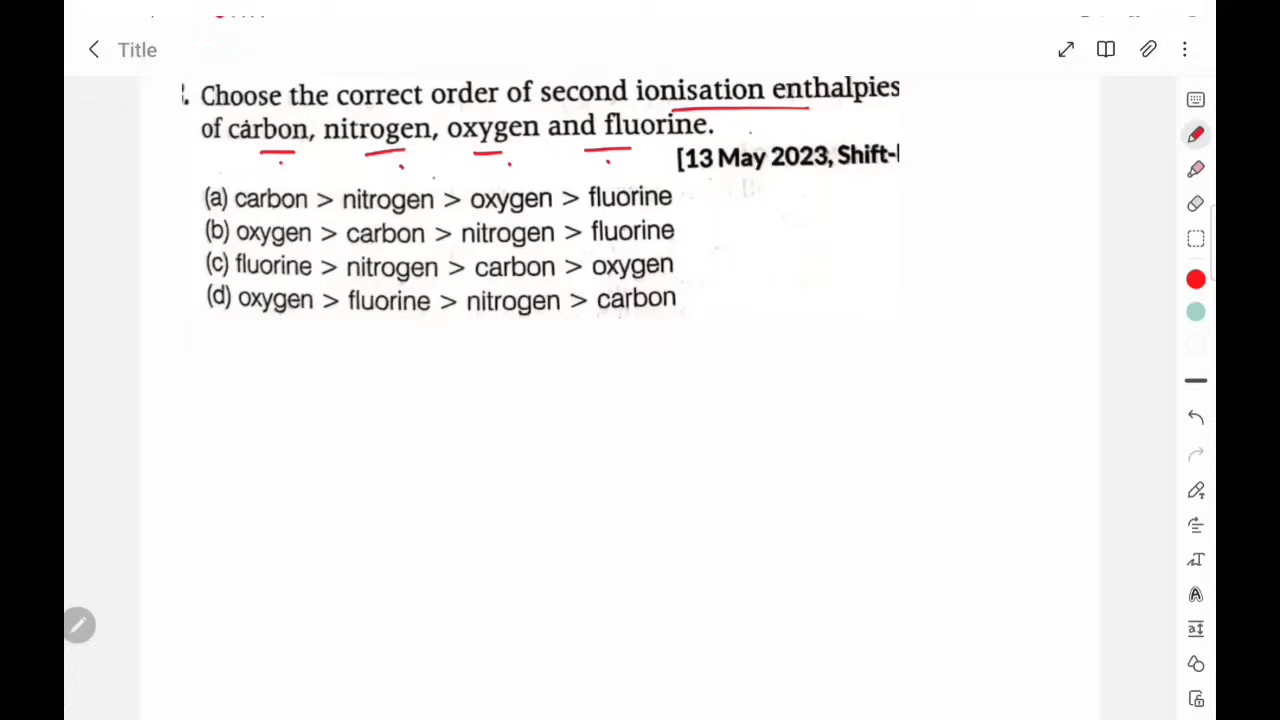 Title
. Choose the correct order of second ionisation enthalpies
of carbon, nitrogen, oxygen and fluorine.
[13 May 2023, Shift-I
(a) carbon > nitrogen > oxygen > fluorine
(b) oxygen > carbon > nitrogen > fluorine
(c) fluorine > nitrogen > carbon > oxygen
(d) oxygen > fluorine > nitrogen > carbon